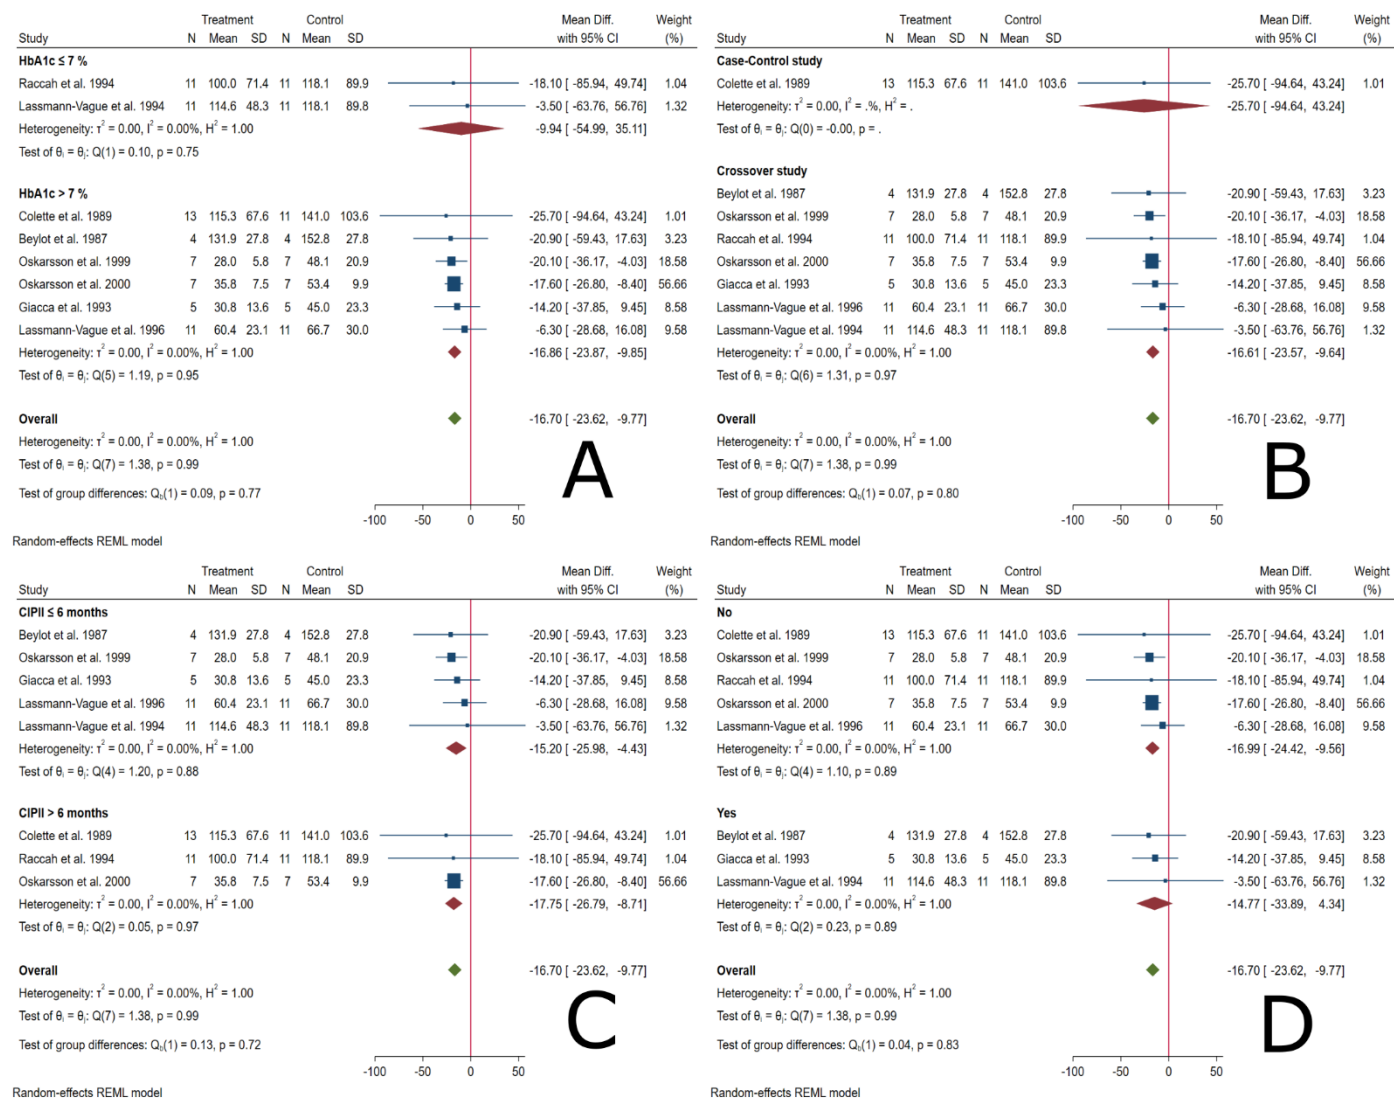 Treatment Control Mean Diff. Weight
Study N Mean SD N Mean SD with 95% CI (%)
HbA1c ≤ 7 %
Raccah et al. 1994 11 100.0 71.4 11 118.1 89.9 -18.10 [ -85.94, 49.74] 1.04
Lassmann-Vague et al. 1994 11 114.6 48.3 11 118.1 89.8 -3.50 [ -63.76, 56.76] 1.32
Heterogeneity: τ² = 0.00, I² = 0.00%, H² = 1.00 -9.94 [ -54.99, 35.11]
Test of θᵢ = θⱼ: Q(1) = 0.10, p = 0.75
HbA1c > 7 %
Colette et al. 1989 13 115.3 67.6 11 141.0 103.6 -25.70 [ -94.64, 43.24] 1.01
Beylot et al. 1987 4 131.9 27.8 4 152.8 27.8 -20.90 [ -59.43, 17.63] 3.23
Oskarsson et al. 1999 7 28.0 5.8 7 48.1 20.9 -20.10 [ -36.17, -4.03] 18.58
Oskarsson et al. 2000 7 35.8 7.5 7 53.4 9.9 -17.60 [ -26.80, -8.40] 56.66
Giacca et al. 1993 5 30.8 13.6 5 45.0 23.3 -14.20 [ -37.85, 9.45] 8.58
Lassmann-Vague et al. 1996 11 60.4 23.1 11 66.7 30.0 -6.30 [ -28.68, 16.08] 9.58
Heterogeneity: τ² = 0.00, I² = 0.00%, H² = 1.00 -16.86 [ -23.87, -9.85]
Test of θᵢ = θⱼ: Q(5) = 1.19, p = 0.95
Overall -16.70 [ -23.62, -9.77]
Heterogeneity: τ² = 0.00, I² = 0.00%, H² = 1.00
Test of θᵢ = θⱼ: Q(7) = 1.38, p = 0.99
Test of group differences: Q_b(1) = 0.09, p = 0.77
A
-100 -50 0 50
Random-effects REML model
Treatment Control Mean Diff. Weight
Study N Mean SD N Mean SD with 95% CI (%)
Case-Control study
Colette et al. 1989 13 115.3 67.6 11 141.0 103.6 -25.70 [ -94.64, 43.24] 1.01
Heterogeneity: τ² = 0.00, I² = .%, H² = . -25.70 [ -94.64, 43.24]
Test of θᵢ = θⱼ: Q(0) = -0.00, p = .
Crossover study
Beylot et al. 1987 4 131.9 27.8 4 152.8 27.8 -20.90 [ -59.43, 17.63] 3.23
Oskarsson et al. 1999 7 28.0 5.8 7 48.1 20.9 -20.10 [ -36.17, -4.03] 18.58
Raccah et al. 1994 11 100.0 71.4 11 118.1 89.9 -18.10 [ -85.94, 49.74] 1.04
Oskarsson et al. 2000 7 35.8 7.5 7 53.4 9.9 -17.60 [ -26.80, -8.40] 56.66
Giacca et al. 1993 5 30.8 13.6 5 45.0 23.3 -14.20 [ -37.85, 9.45] 8.58
Lassmann-Vague et al. 1996 11 60.4 23.1 11 66.7 30.0 -6.30 [ -28.68, 16.08] 9.58
Lassmann-Vague et al. 1994 11 114.6 48.3 11 118.1 89.8 -3.50 [ -63.76, 56.76] 1.32
Heterogeneity: τ² = 0.00, I² = 0.00%, H² = 1.00 -16.61 [ -23.57, -9.64]
Test of θᵢ = θⱼ: Q(6) = 1.31, p = 0.97
Overall -16.70 [ -23.62, -9.77]
Heterogeneity: τ² = 0.00, I² = 0.00%, H² = 1.00
Test of θᵢ = θⱼ: Q(7) = 1.38, p = 0.99
Test of group differences: Q_b(1) = 0.07, p = 0.80
B
-100 -50 0 50
Random-effects REML model
Treatment Control Mean Diff. Weight
Study N Mean SD N Mean SD with 95% CI (%)
CIPII ≤ 6 months
Beylot et al. 1987 4 131.9 27.8 4 152.8 27.8 -20.90 [ -59.43, 17.63] 3.23
Oskarsson et al. 1999 7 28.0 5.8 7 48.1 20.9 -20.10 [ -36.17, -4.03] 18.58
Giacca et al. 1993 5 30.8 13.6 5 45.0 23.3 -14.20 [ -37.85, 9.45] 8.58
Lassmann-Vague et al. 1996 11 60.4 23.1 11 66.7 30.0 -6.30 [ -28.68, 16.08] 9.58
Lassmann-Vague et al. 1994 11 114.6 48.3 11 118.1 89.8 -3.50 [ -63.76, 56.76] 1.32
Heterogeneity: τ² = 0.00, I² = 0.00%, H² = 1.00 -15.20 [ -25.98, -4.43]
Test of θᵢ = θⱼ: Q(4) = 1.20, p = 0.88
CIPII > 6 months
Colette et al. 1989 13 115.3 67.6 11 141.0 103.6 -25.70 [ -94.64, 43.24] 1.01
Raccah et al. 1994 11 100.0 71.4 11 118.1 89.9 -18.10 [ -85.94, 49.74] 1.04
Oskarsson et al. 2000 7 35.8 7.5 7 53.4 9.9 -17.60 [ -26.80, -8.40] 56.66
Heterogeneity: τ² = 0.00, I² = 0.00%, H² = 1.00 -17.75 [ -26.79, -8.71]
Test of θᵢ = θⱼ: Q(2) = 0.05, p = 0.97
Overall -16.70 [ -23.62, -9.77]
Heterogeneity: τ² = 0.00, I² = 0.00%, H² = 1.00
Test of θᵢ = θⱼ: Q(7) = 1.38, p = 0.99
Test of group differences: Q_b(1) = 0.13, p = 0.72
C
-100 -50 0 50
Random-effects REML model
Treatment Control Mean Diff. Weight
Study N Mean SD N Mean SD with 95% CI (%)
No
Colette et al. 1989 13 115.3 67.6 11 141.0 103.6 -25.70 [ -94.64, 43.24] 1.01
Oskarsson et al. 1999 7 28.0 5.8 7 48.1 20.9 -20.10 [ -36.17, -4.03] 18.58
Raccah et al. 1994 11 100.0 71.4 11 118.1 89.9 -18.10 [ -85.94, 49.74] 1.04
Oskarsson et al. 2000 7 35.8 7.5 7 53.4 9.9 -17.60 [ -26.80, -8.40] 56.66
Lassmann-Vague et al. 1996 11 60.4 23.1 11 66.7 30.0 -6.30 [ -28.68, 16.08] 9.58
Heterogeneity: τ² = 0.00, I² = 0.00%, H² = 1.00 -16.99 [ -24.42, -9.56]
Test of θᵢ = θⱼ: Q(4) = 1.10, p = 0.89
Yes
Beylot et al. 1987 4 131.9 27.8 4 152.8 27.8 -20.90 [ -59.43, 17.63] 3.23
Giacca et al. 1993 5 30.8 13.6 5 45.0 23.3 -14.20 [ -37.85, 9.45] 8.58
Lassmann-Vague et al. 1994 11 114.6 48.3 11 118.1 89.8 -3.50 [ -63.76, 56.76] 1.32
Heterogeneity: τ² = 0.00, I² = 0.00%, H² = 1.00 -14.77 [ -33.89, 4.34]
Test of θᵢ = θⱼ: Q(2) = 0.23, p = 0.89
Overall -16.70 [ -23.62, -9.77]
Heterogeneity: τ² = 0.00, I² = 0.00%, H² = 1.00
Test of θᵢ = θⱼ: Q(7) = 1.38, p = 0.99
Test of group differences: Q_b(1) = 0.04, p = 0.83
D
-100 -50 0 50
Random-effects REML model